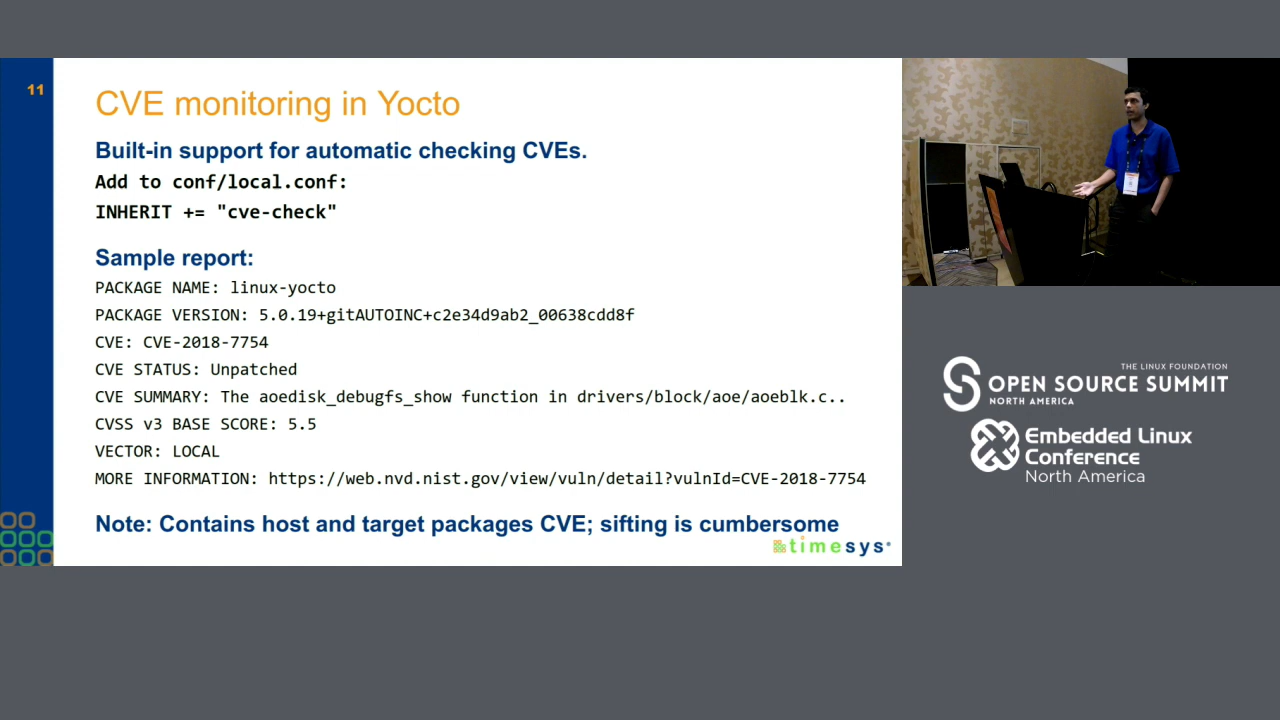 11
CVE monitoring in Yocto
Built-in support for automatic checking CVEs.
Add to conf/local.conf:
INHERIT += "cve-check"
Sample report:
PACKAGE NAME: linux-yocto
PACKAGE VERSION: 5.0.19+gitAUTOINC+c2e34d9ab2_00638cdd8f
CVE: CVE-2018-7754
CVE STATUS: Unpatched
CVE SUMMARY: The aoedisk_debugfs_show function in drivers/block/aoe/aoeblk.c..
CVSS v3 BASE SCORE: 5.5
VECTOR: LOCAL
MORE INFORMATION: https://web.nvd.nist.gov/view/vuln/detail?vulnId=CVE-2018-7754
Note: Contains host and target packages CVE; sifting is cumbersome
timesys
THE LINUX FOUNDATION
OPEN SOURCE SUMMIT
NORTH AMERICA
Embedded Linux
Conference
North America